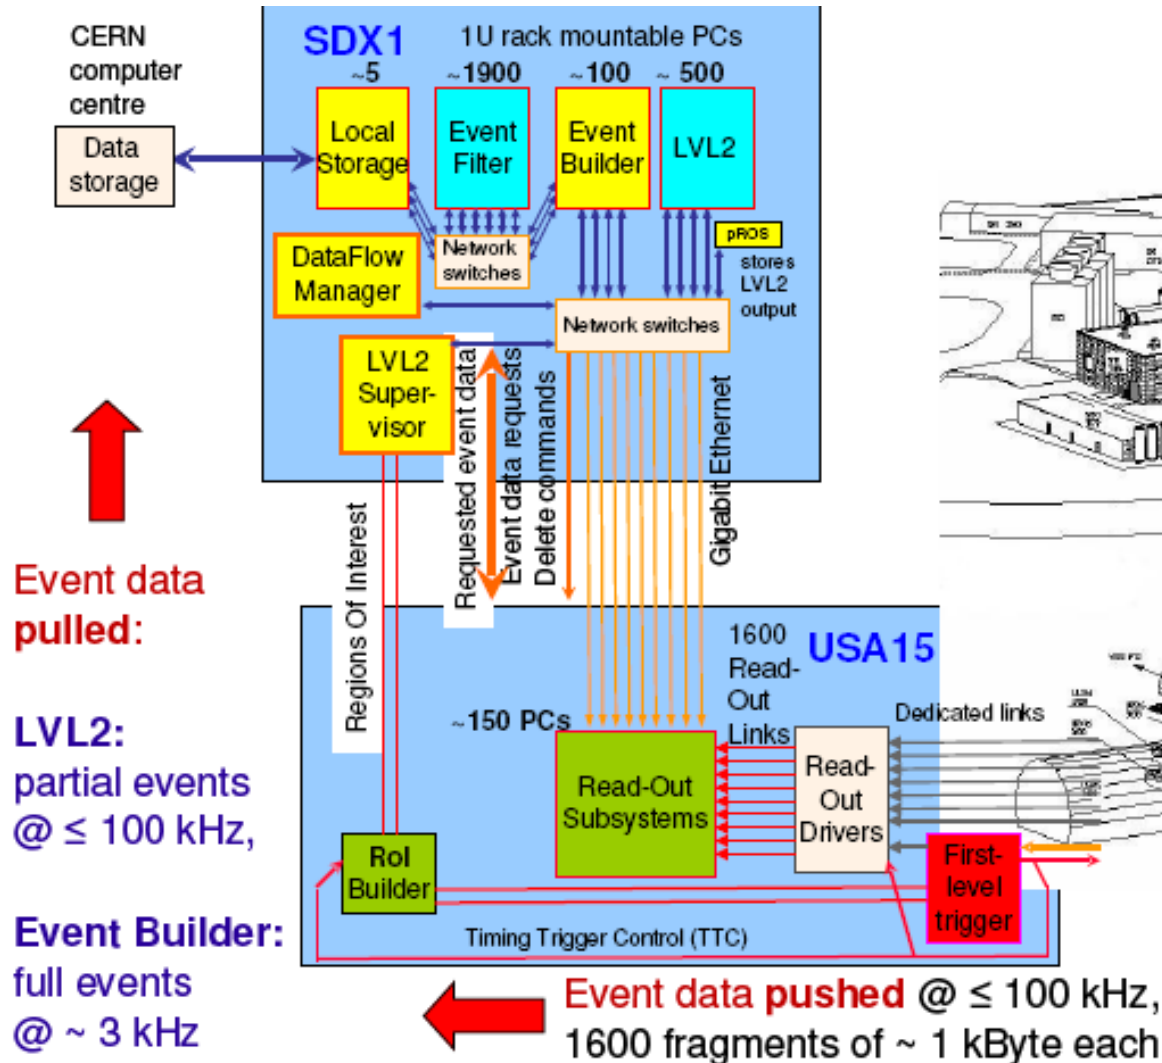 CERN
computer
centre
Data
storage
SDX1
1U rack mountable PCs
~5
~1900
~100
~ 500
Local
Storage
Event
Filter
Event
Builder
LVL2
Network
switches
pROS
stores
LVL2
output
DataFlow
Manager
Network switches
LVL2
Super-
visor
Regions Of Interest
Requested event data
Event data requests
Delete commands
Gigabit Ethernet
Event data
pulled:
LVL2:
partial events
@ ≤ 100 kHz,
Event Builder:
full events
@ ~ 3 kHz
USA15
1600
Read-
Out
Links
~150 PCs
Dedicated links
Read-Out
Subsystems
Read-
Out
Drivers
RoI
Builder
First-
level
trigger
Timing Trigger Control (TTC)
Event data pushed @ ≤ 100 kHz,
1600 fragments of ~ 1 kByte each